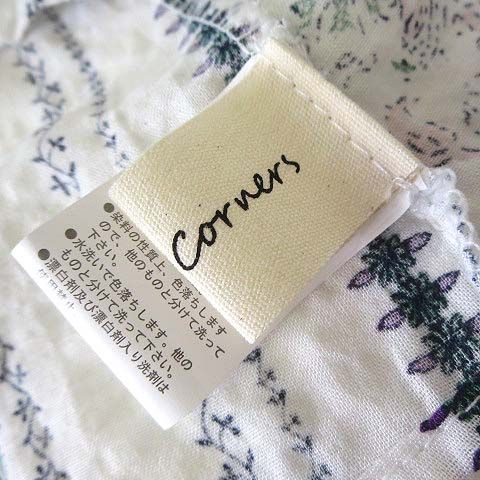 Corners
●染料の性質上、色落ちします
ので、他のものと分けて洗って
下さい。
●水洗いで色落ちします。他の
ものと分けて洗って下さい。
●漂白剤及び漂白剤入り洗剤は